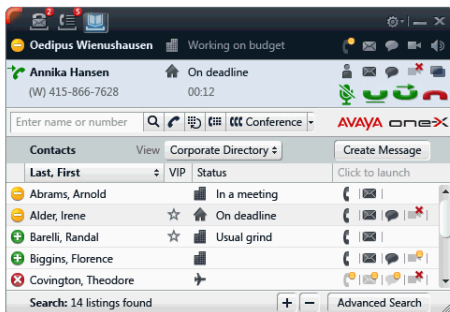 2 5
Oedipus Wienushausen Working on budget
Annika Hansen On deadline
(W) 415-866-7628 00:12
Enter name or number Conference AVAYA one-X
Contacts View Corporate Directory Create Message
Last, First VIP Status Click to launch
Abrams, Arnold In a meeting
Alder, Irene On deadline
Barelli, Randal Usual grind
Biggins, Florence
Covington, Theodore
Search: 14 listings found + − Advanced Search